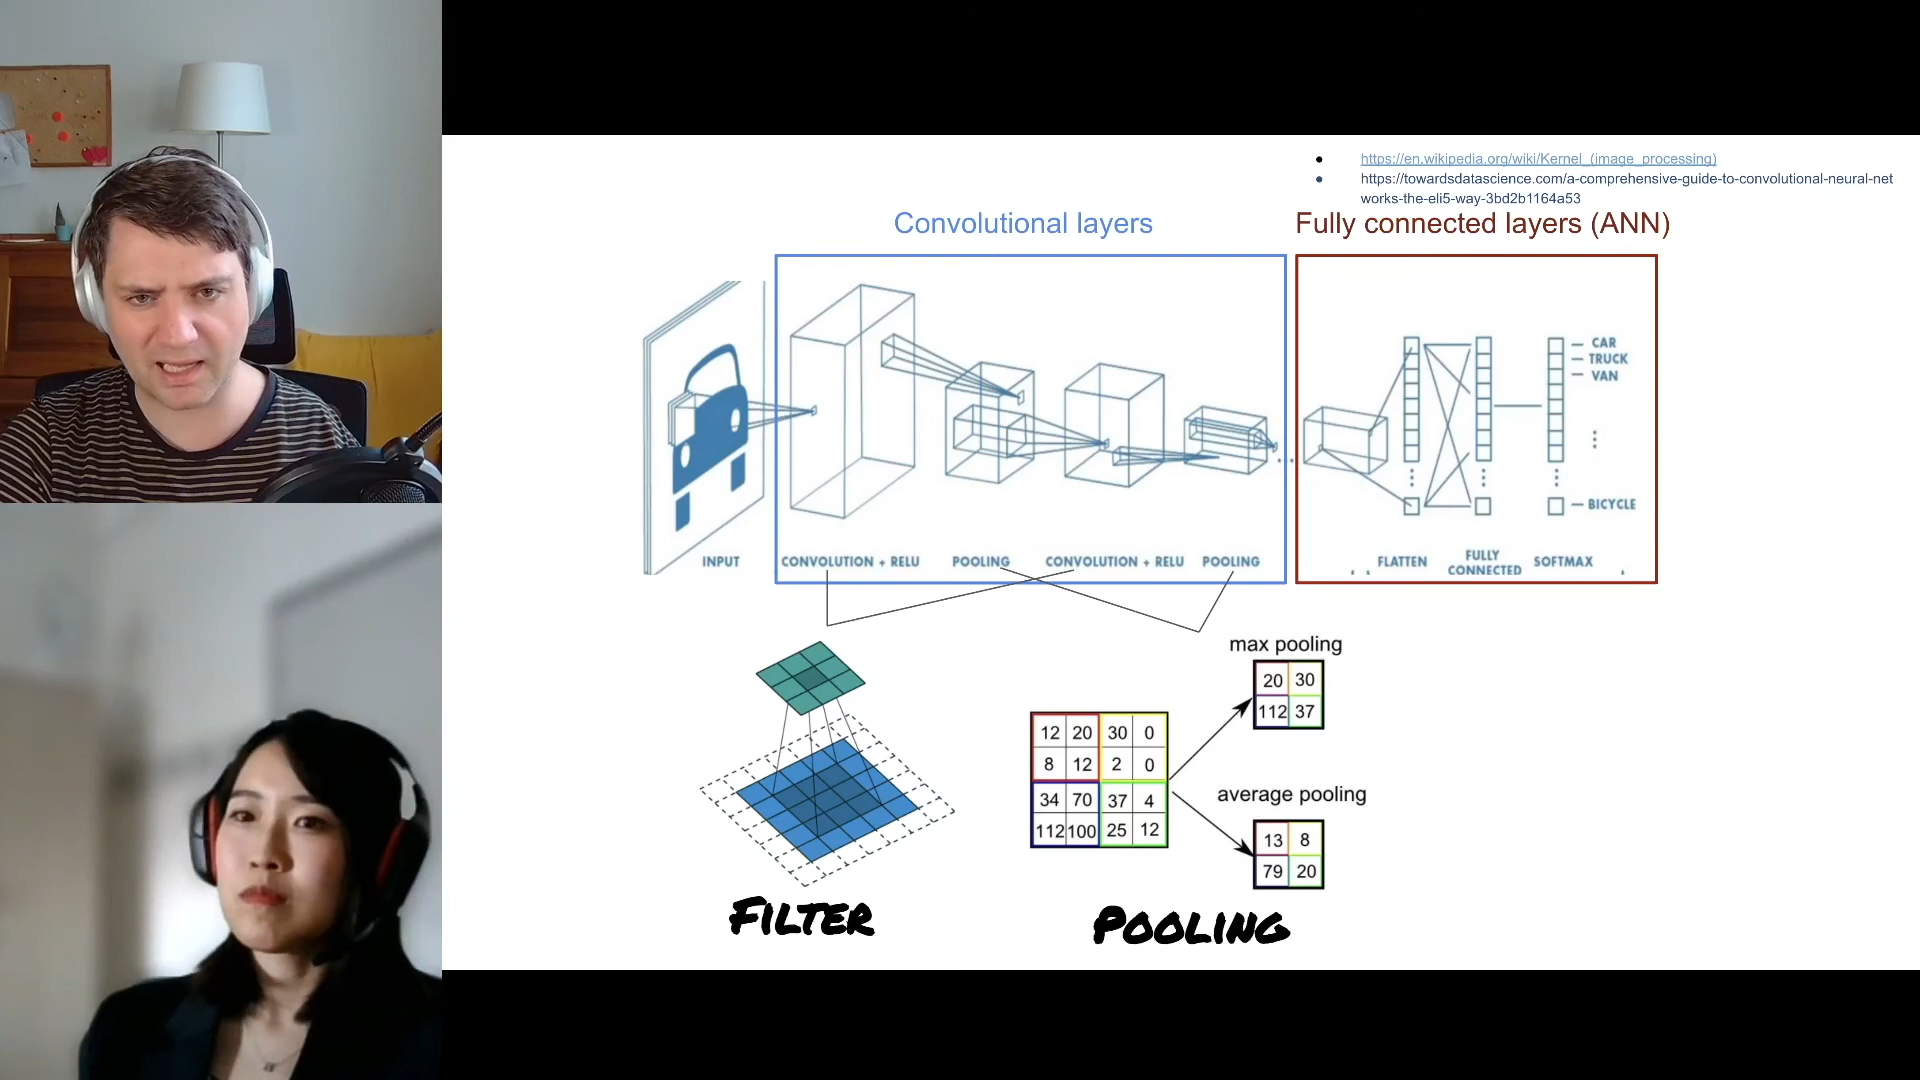 https://en.wikipedia.org/wiki/Kernel_(image_processing)
https://towardsdatascience.com/a-comprehensive-guide-to-convolutional-neural-net
works-the-eli5-way-3bd2b1164a53
Convolutional layers
Fully connected layers (ANN)
CAR
TRUCK
VAN
BICYCLE
INPUT
CONVOLUTION + RELU
POOLING
CONVOLUTION + RELU
POOLING
FLATTEN
FULLY
CONNECTED
SOFTMAX
max pooling
20 30
112 37
12 20 30 0
8 12 2 0
34 70 37 4
112 100 25 12
average pooling
13 8
79 20
FILTER
POOLING